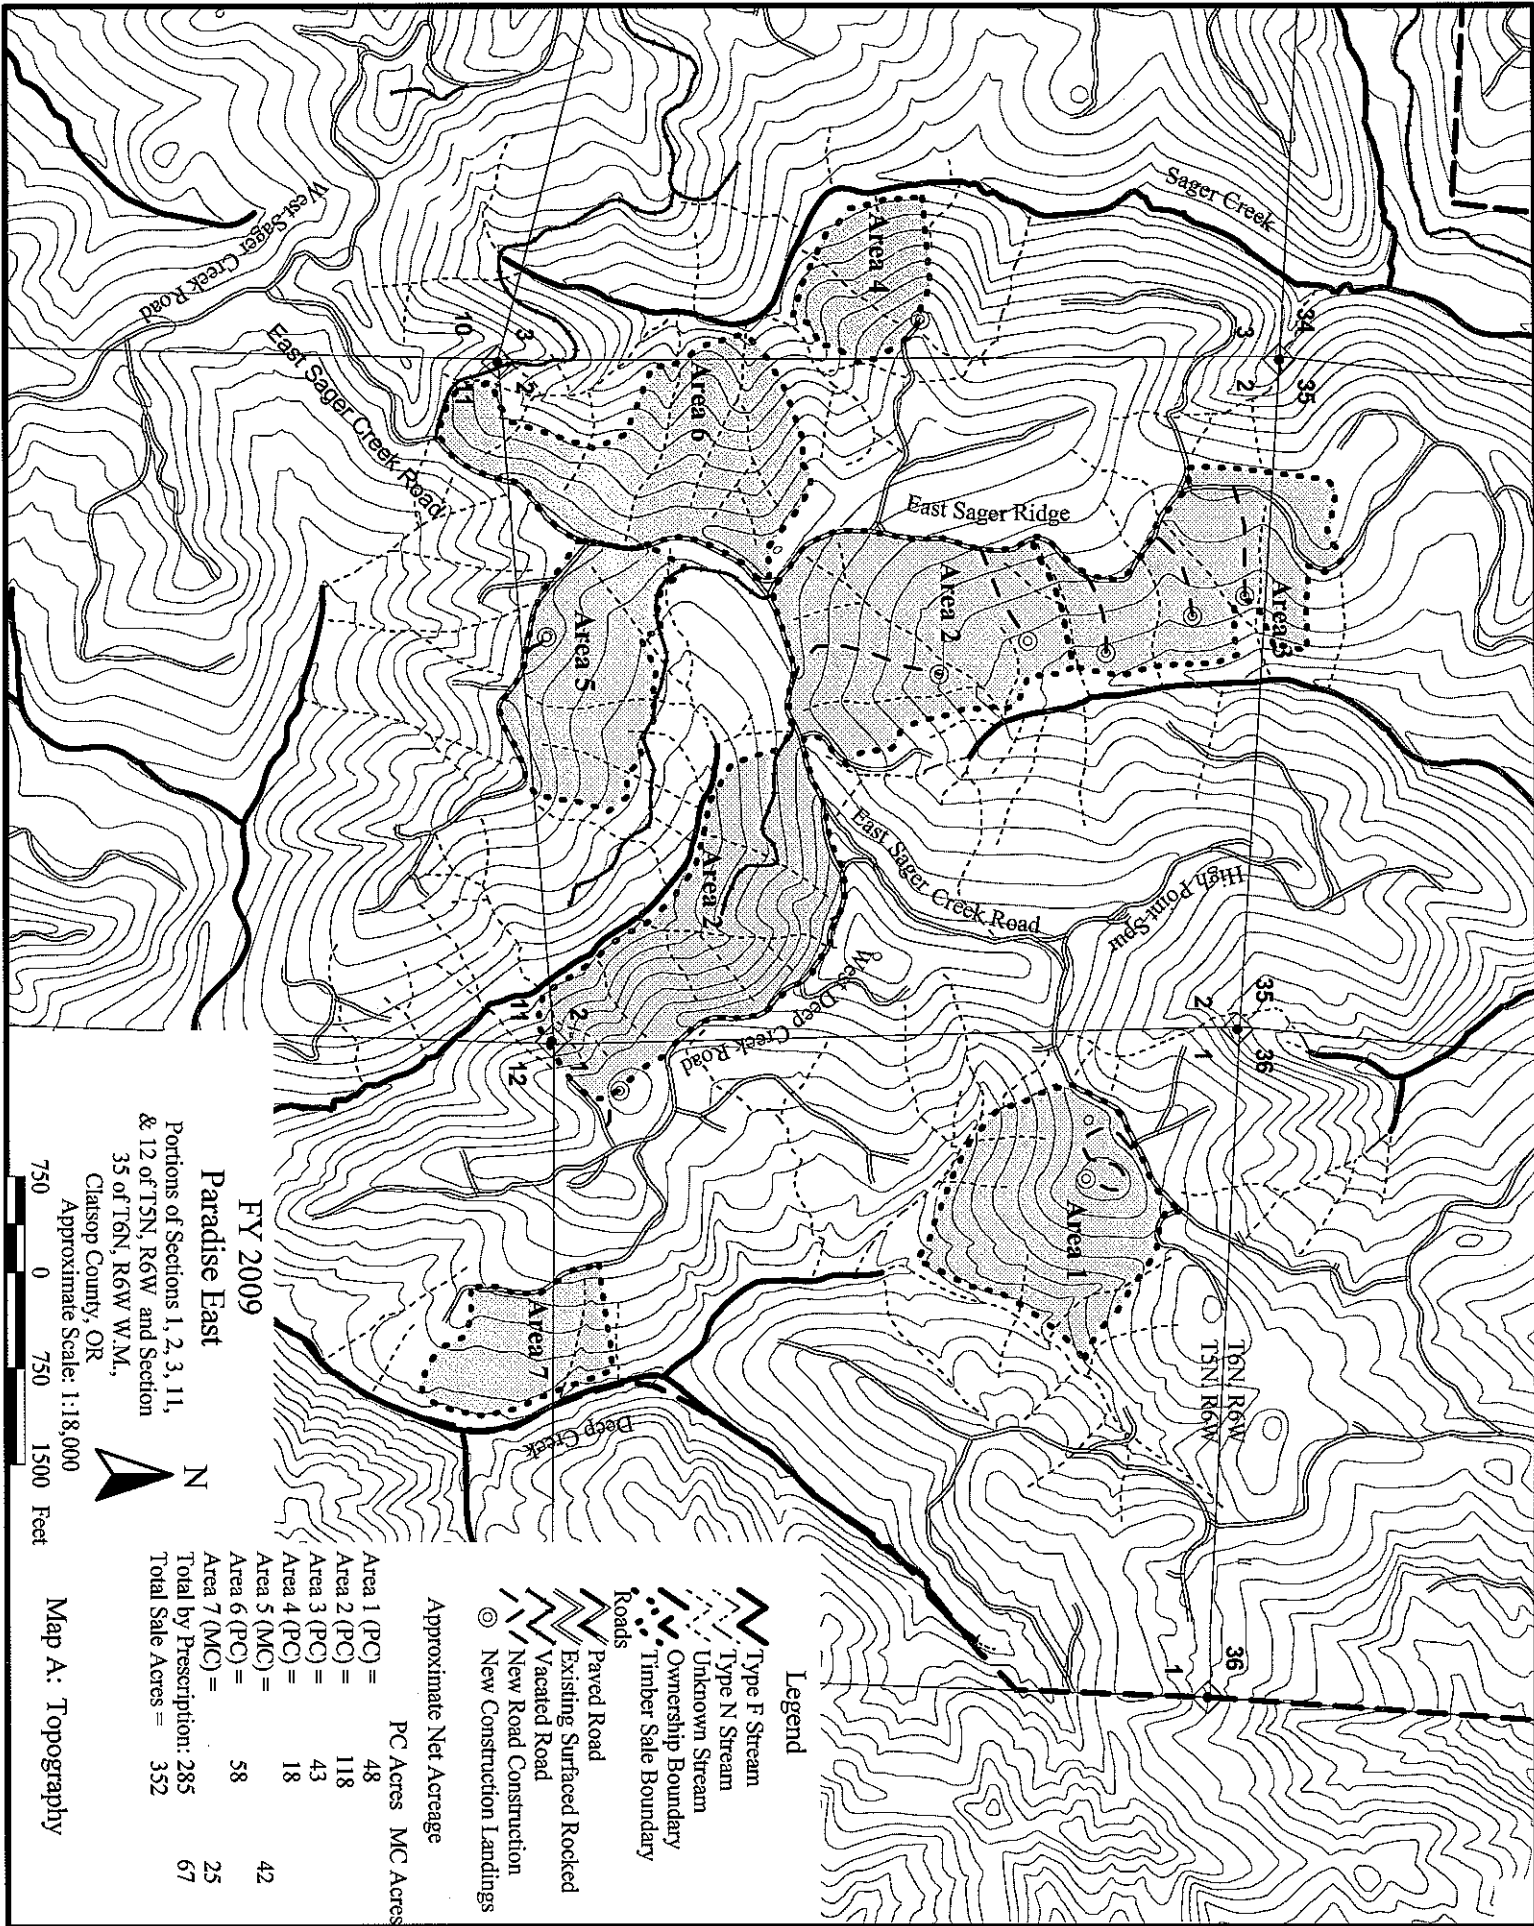 Sager Creek
Area 4
34
35
3
2
3
2
10
11
West Sager Creek Road
East Sager Creek Road
Area 6
East Sager Ridge
Area 3
Area 2
Area 5
East Sager Creek Road
High Point Spur
Area 2
West Deep Creek Road
35
36
2
1
2
1
11
12
Area 1
T6N R6W
T5N R6W
Area 7
Deep Creek
36
1
FY 2009
Paradise East
Portions of Sections 1, 2, 3, 11,
& 12 of T5N, R6W and Section
35 of T6N, R6W W.M.,
Clatsop County, OR
Approximate Scale: 1:18,000
N
750 0 750 1500 Feet
Legend
Type F Stream
Type N Stream
Unknown Stream
Ownership Boundary
Timber Sale Boundary
Roads
Paved Road
Existing Surfaced Rocked
Vacated Road
New Road Construction
New Construction Landings
Approximate Net Acreage
PC Acres MC Acres
Area 1 (PC) = 48
Area 2 (PC) = 118
Area 3 (PC) = 43
Area 4 (PC) = 18
Area 5 (MC) = 42
Area 6 (PC) = 58
Area 7 (MC) = 25
Total by Prescription: 285 67
Total Sale Acres = 352
Map A: Topography